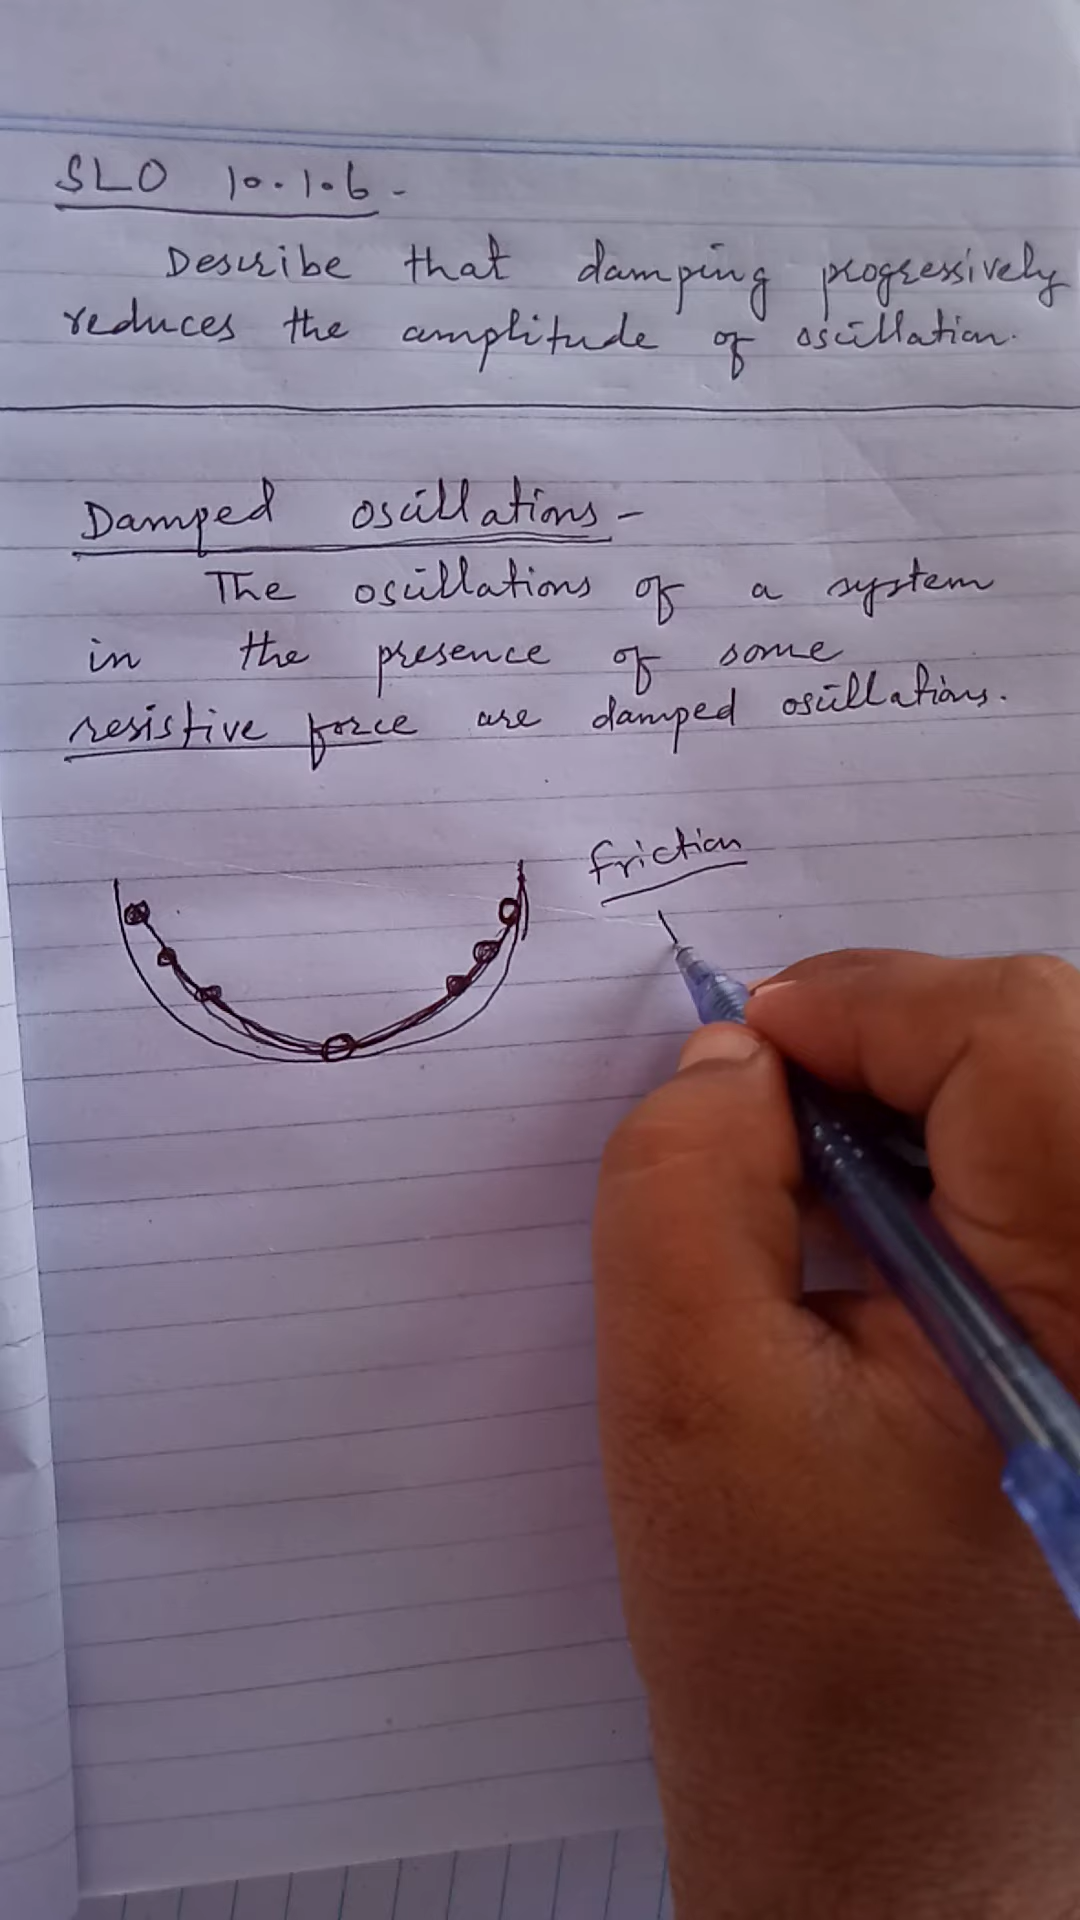 SLO 10.1.6 -
Describe that damping progressively
reduces the amplitude of oscillation.
Damped oscillations -
The oscillations of a system
in the presence of some
resistive force are damped oscillations.
friction